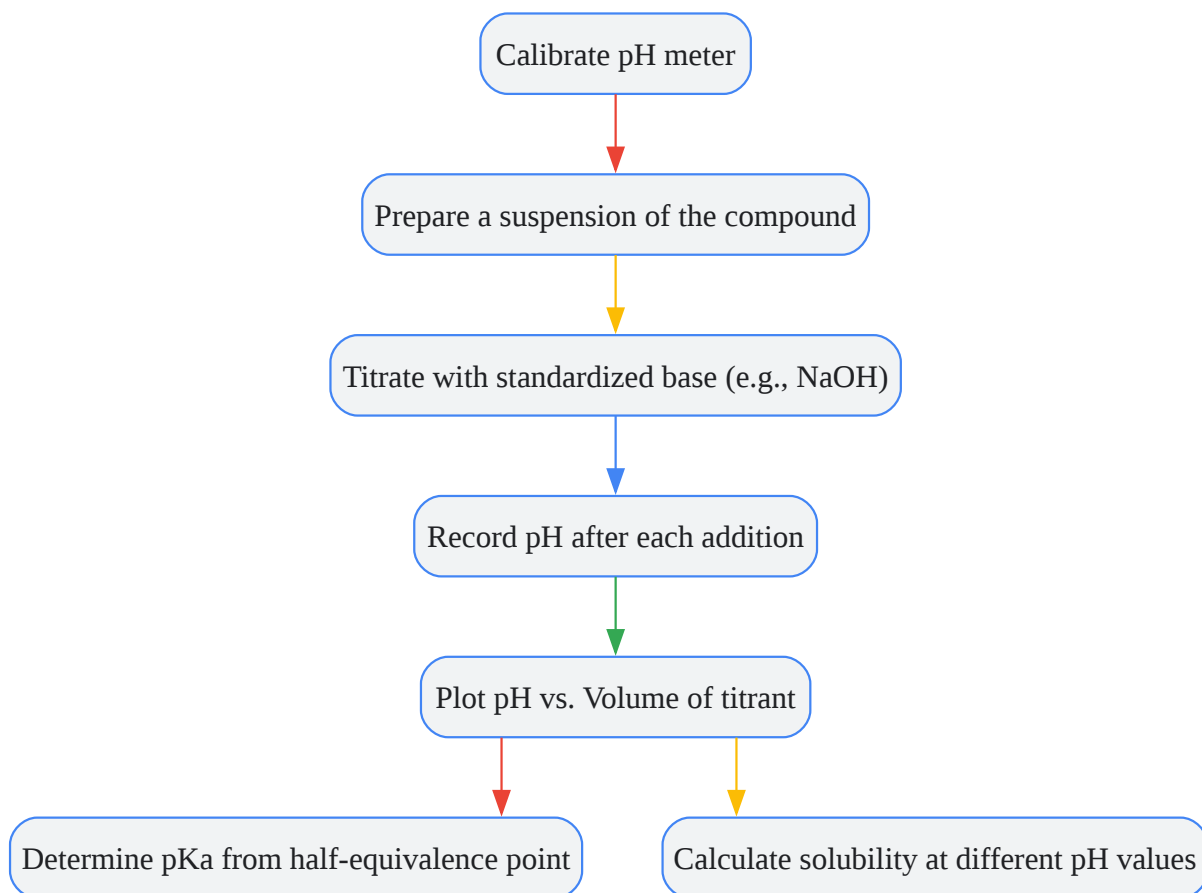 Calibrate pH meter
Prepare a suspension of the compound
Titrate with standardized base (e.g., NaOH)
Record pH after each addition
Plot pH vs. Volume of titrant
Determine pKa from half-equivalence point
Calculate solubility at different pH values